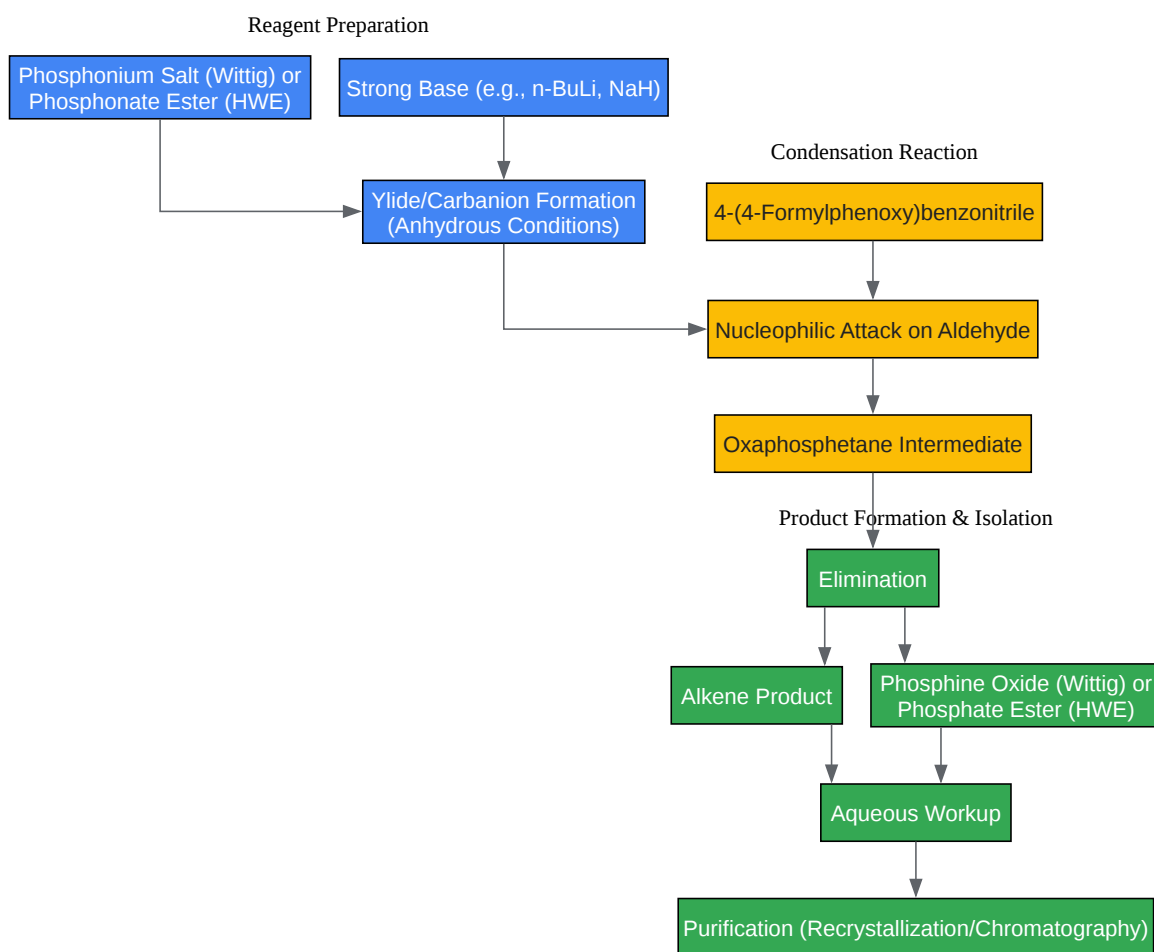 Reagent Preparation
Phosphonium Salt (Wittig) or
Phosphonate Ester (HWE)
Strong Base (e.g., n-BuLi, NaH)
Ylide/Carbanion Formation
(Anhydrous Conditions)
Condensation Reaction
4-(4-Formylphenoxy)benzonitrile
Nucleophilic Attack on Aldehyde
Oxaphosphetane Intermediate
Product Formation & Isolation
Elimination
Alkene Product
Phosphine Oxide (Wittig) or
Phosphate Ester (HWE)
Aqueous Workup
Purification (Recrystallization/Chromatography)